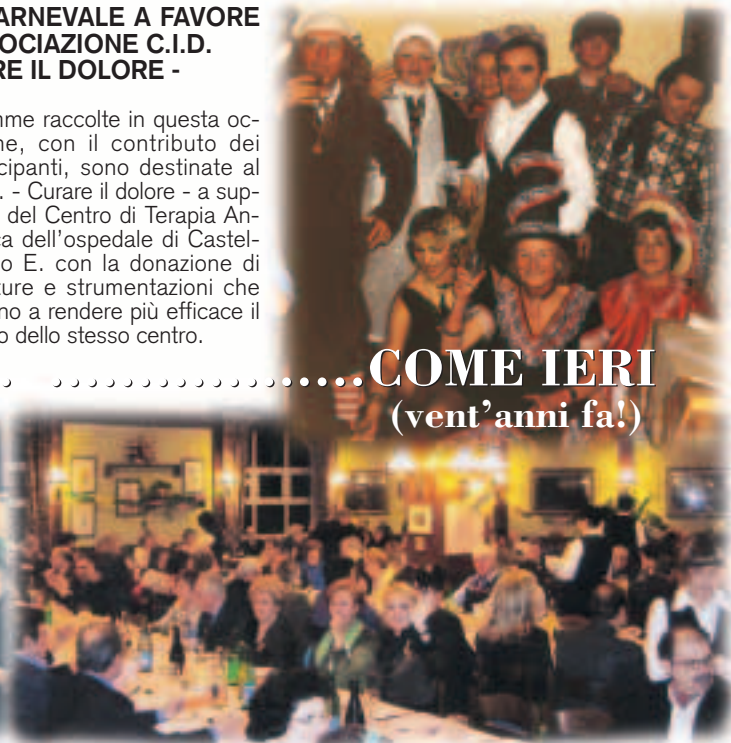 ARNEVALE A FAVORE
OCIAZIONE C.I.D.
RE IL DOLORE -
mme raccolte in questa oc-
ne, con il contributo dei
cipanti, sono destinate al
. - Curare il dolore - a sup-
del Centro di Terapia An-
ca dell'ospedale di Castel-
o E. con la donazione di
ture e strumentazioni che
no a rendere più efficace il
o dello stesso centro.
.. ..................COME IERI
(vent'anni fa!)